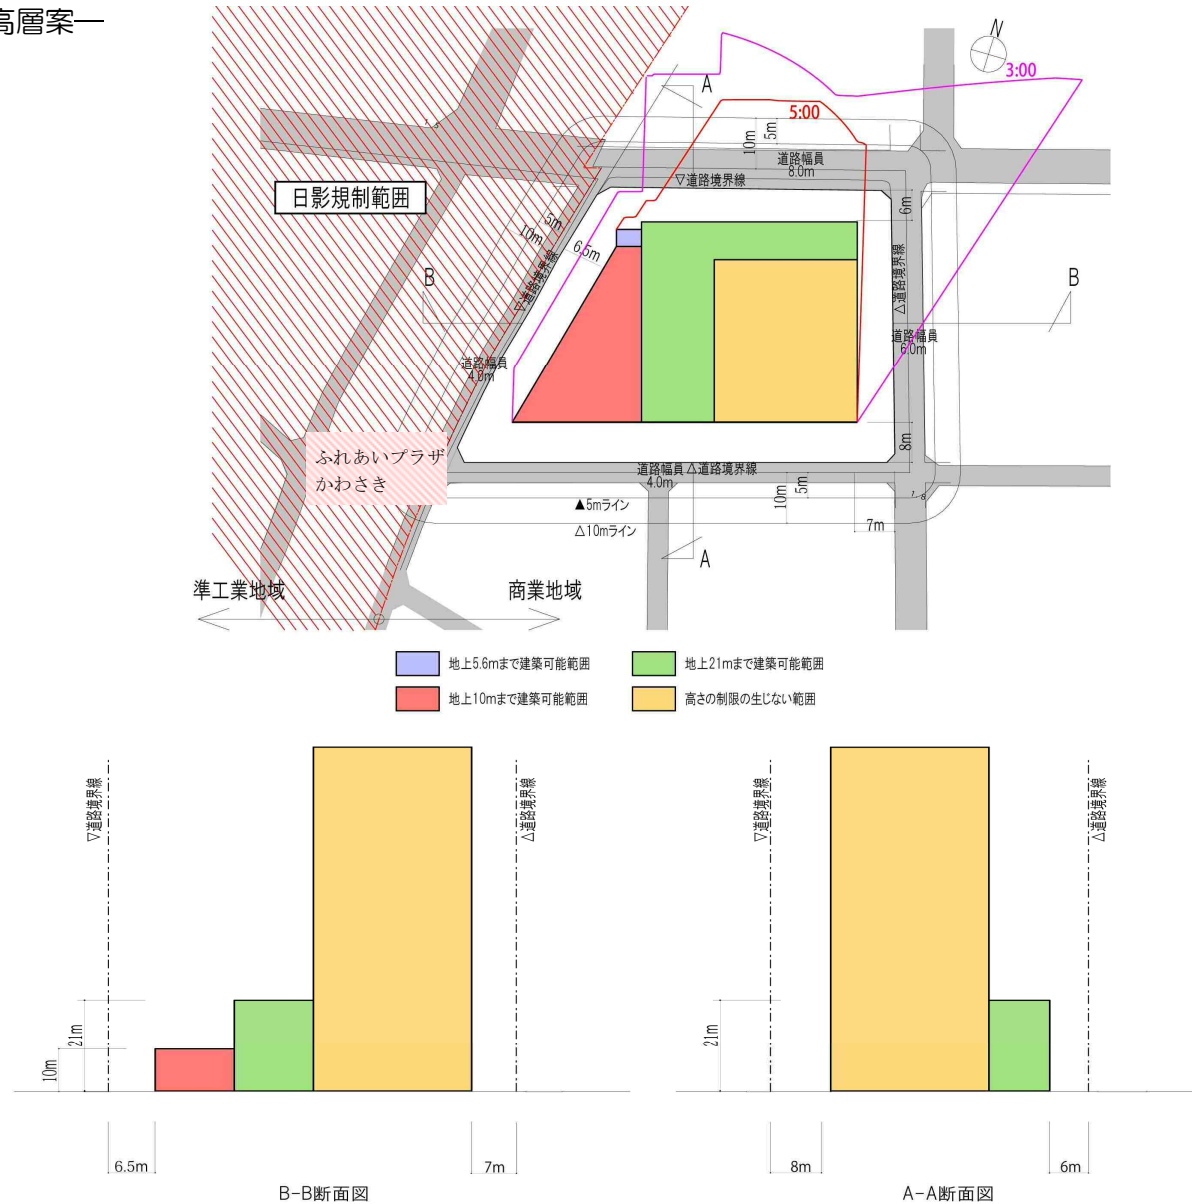 高層案―
N
3:00
A
5:00
5m
10m
道路幅員
8.0m
▽道路境界線
日影規制範囲
6m
5m
10m
6.5m
▽道路境界線
△道路境界線
B
B
道路幅員
6.0m
道路幅員
4.0m
ふれあいプラザ
かわさき
8m
道路幅員 △道路境界線
4.0m
5m
10m
▲5mライン
7m
△10mライン
A
準工業地域
商業地域
地上5.6mまで建築可能範囲
地上21mまで建築可能範囲
地上10mまで建築可能範囲
高さの制限の生じない範囲
▽道路境界線
△道路境界線
▽道路境界線
△道路境界線
21m
10m
21m
6.5m
7m
8m
6m
B-B断面図
A-A断面図